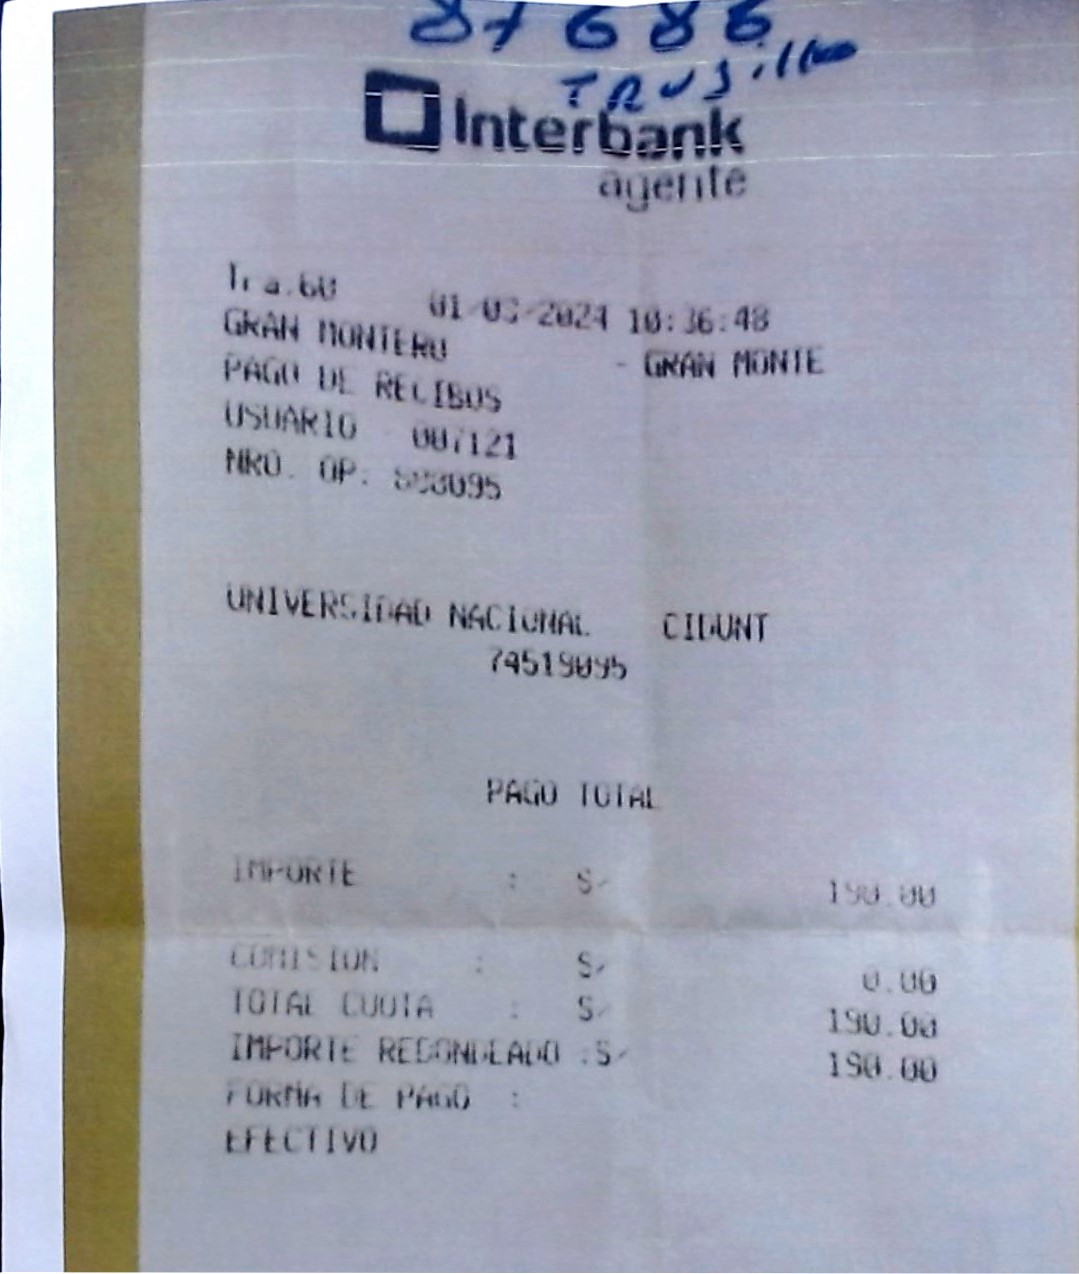 TRUJillo
Interbank
agente
Tra.60 01-03-2024 10:36:48
GRAN MONTERO - GRAN MONTE
PAGO DE RECIBOS
USUARIO 007121
NRO. OP.
UNIVERSIDAD NACIONAL CIDUNT
74519095
PAGO TOTAL
IMPORTE : S/ 190.00
COMISION : S/ 0.00
TOTAL CUOTA : S/ 190.00
IMPORTE REDONDEADO :S/ 190.00
FORMA DE PAGO :
EFECTIVO